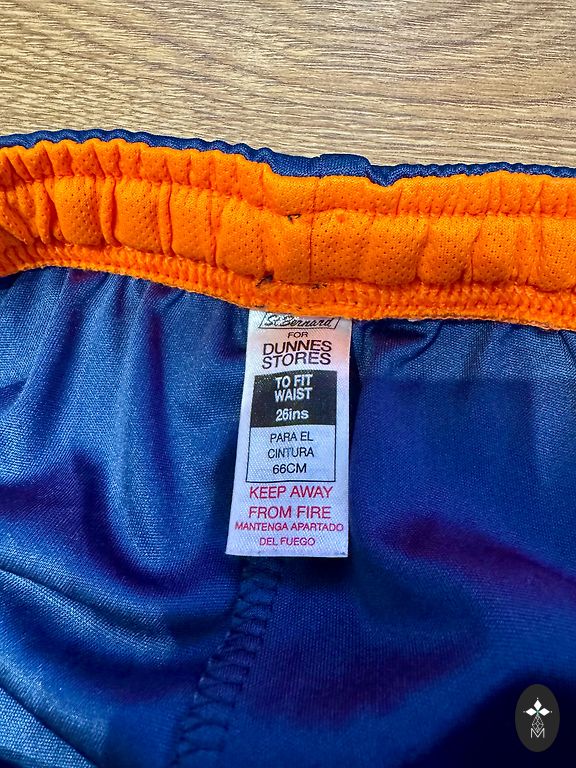 St. Bernard
FOR
DUNNES
STORES
TO FIT
WAIST
26ins
PARA EL
CINTURA
66CM
KEEP AWAY
FROM FIRE
MANTENGA APARTADO
DEL FUEGO
M